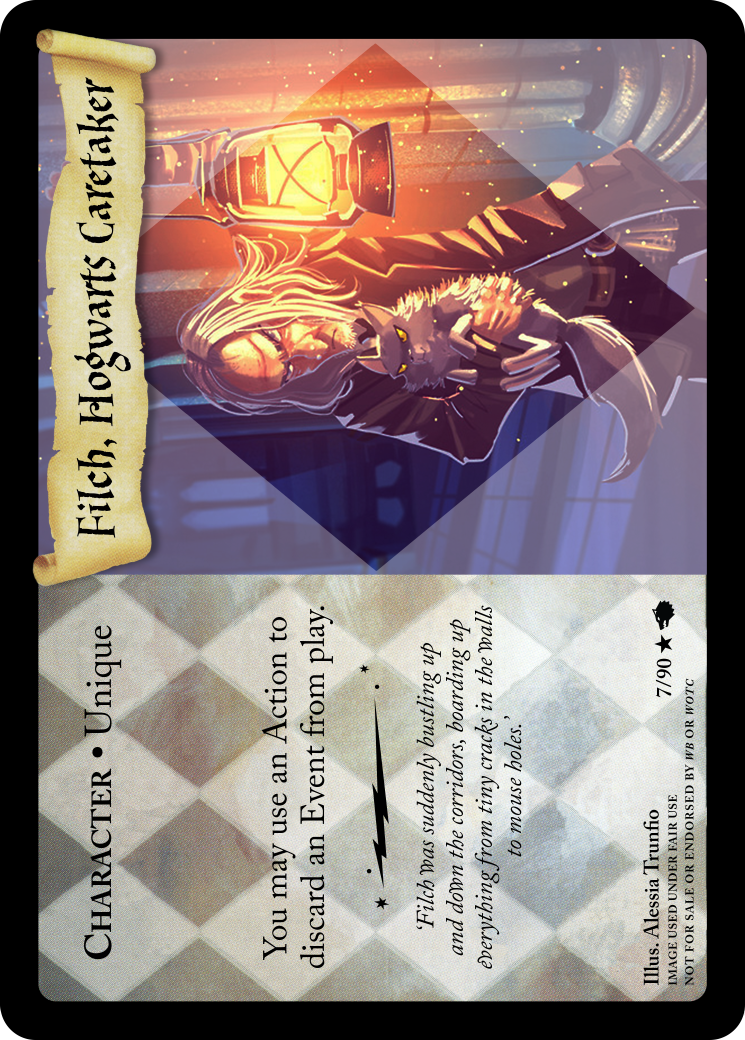 Filch, Hogwarts Caretaker
CHARACTER • Unique
You may use an Action to
discard an Event from play.
‘Filch was suddenly bustling up
and down the corridors, boarding up
everything from tiny cracks in the walls
to mouse holes.’
Illus. Alessia Trunfio
7/90 ★
IMAGE USED UNDER FAIR USE
NOT FOR SALE OR ENDORSED BY WB OR WOTC